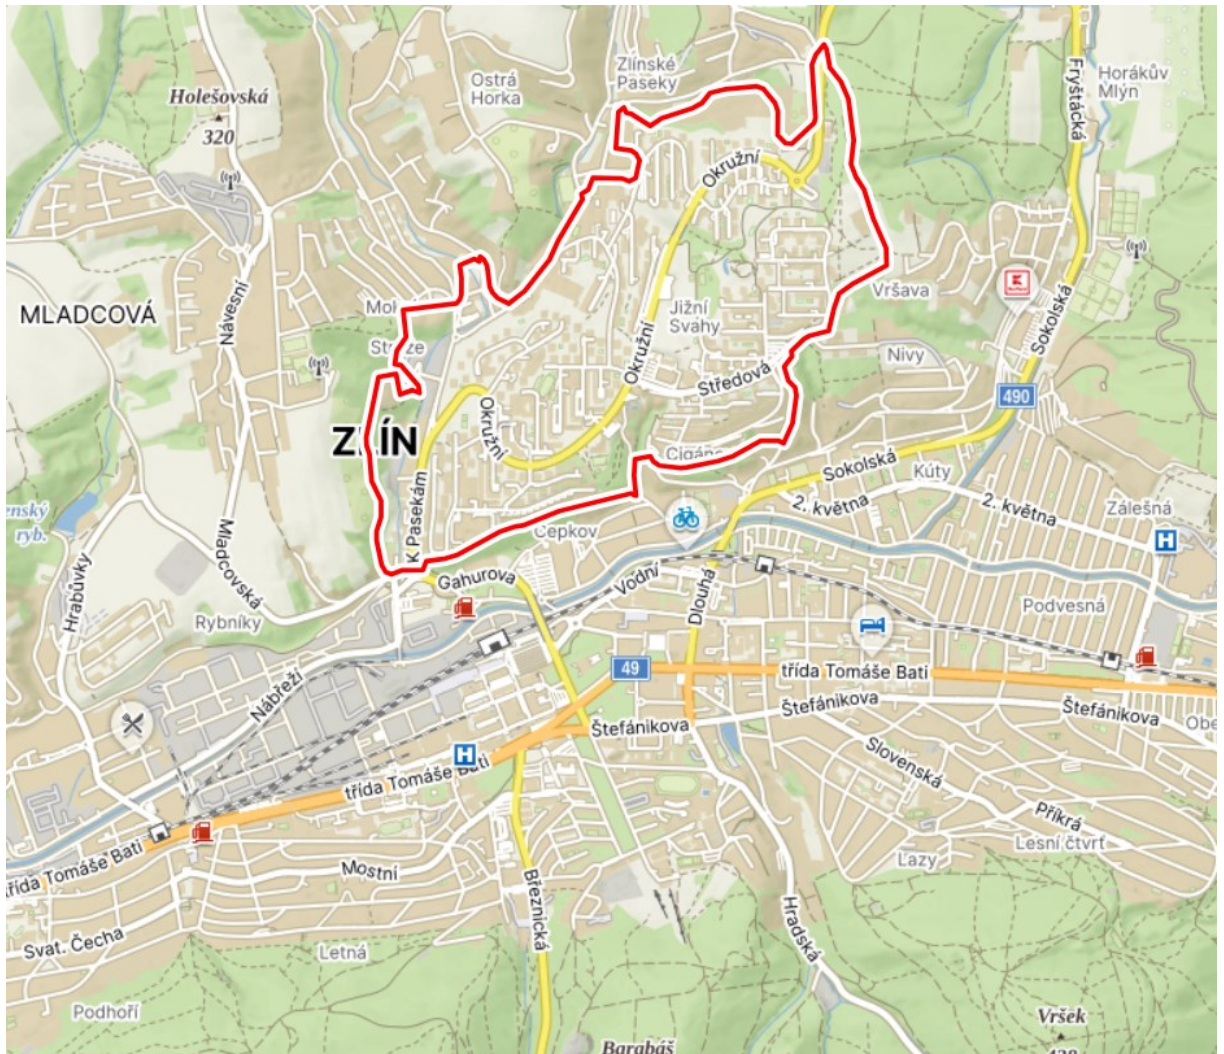 Zlínské
Paseky
Ostrá
Horka
Holešovská
320
Fryštácká
Horákův
Mlýn
Okružní
MLADCOVÁ
Návesní
Vršava
Jižní
Svahy
Okružní
Sokolská
Nivy
Středová
490
ZLÍN
Okružní
K Pasekám
Sokolská
Kúty
2. května
2. května
Zálešná
H
ryb.
Čepkov
Mladcovská
Hrabůvky
Gahurova
Vodní
Dlouhá
Rybníky
Podvesná
49
třída Tomáše Bati
Nábřeží
Štefánikova
Štefánikova
Štefánikova
H
třída Tomáše Bati
Slovenská
Příkrá
Lesní čtvrť
Lazy
třída Tomáše Bati
Mostní
Březnická
Hradská
Svat. Čecha
Letná
Podhoří
Vršek
Barabáš